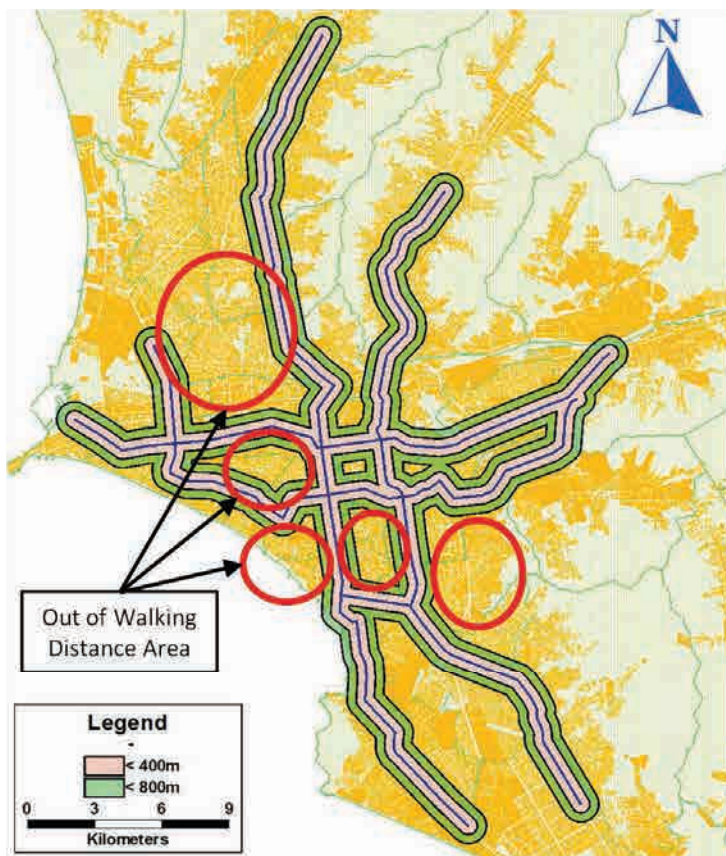 N
Out of Walking
Distance Area
Legend
-
< 400m
< 800m
0 3 6 9
Kilometers